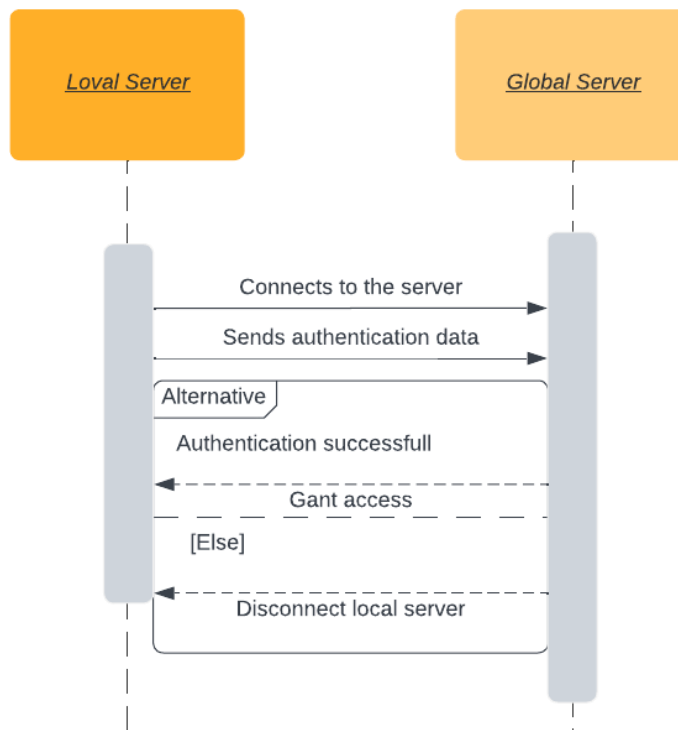 Loval Server
Global Server
Connects to the server
Sends authentication data
Alternative
Authentication successfull
Gant access
[Else]
Disconnect local server